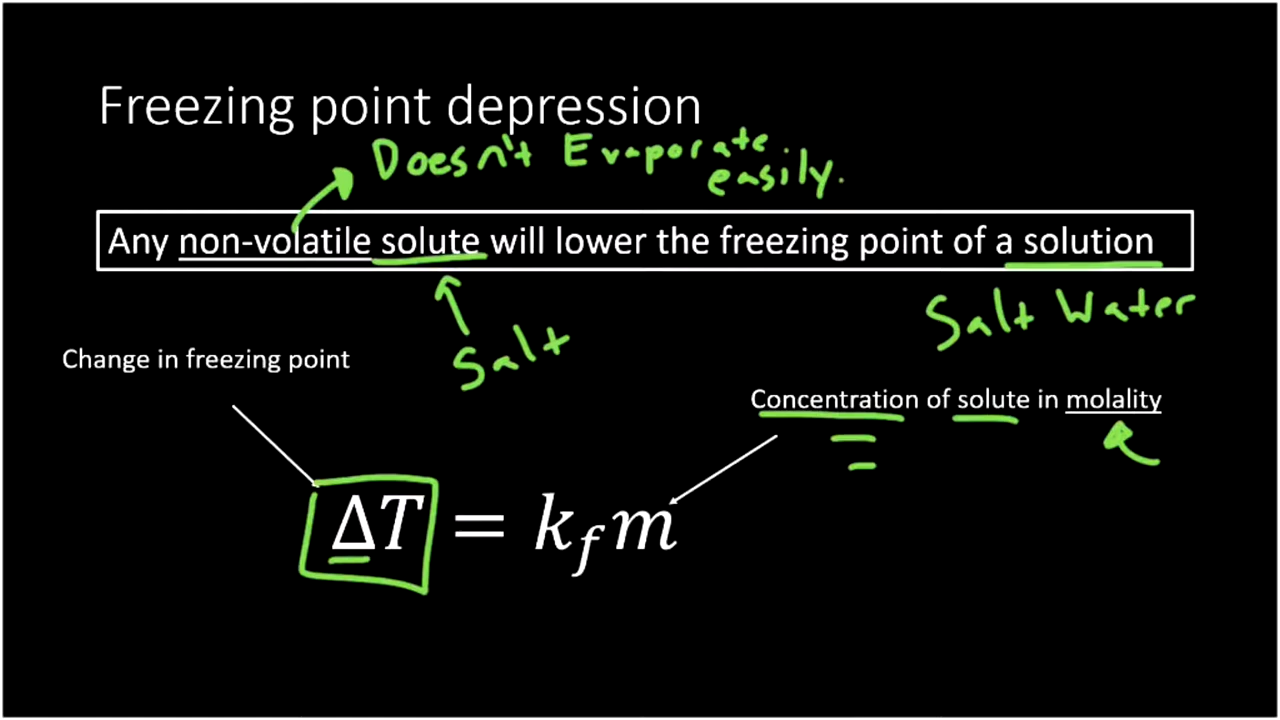 Freezing point depression
Doesn't Evaporate
easily.
Any non-volatile solute will lower the freezing point of a solution
Salt
Salt Water
Change in freezing point
Concentration of solute in molality
ΔT = k_f m